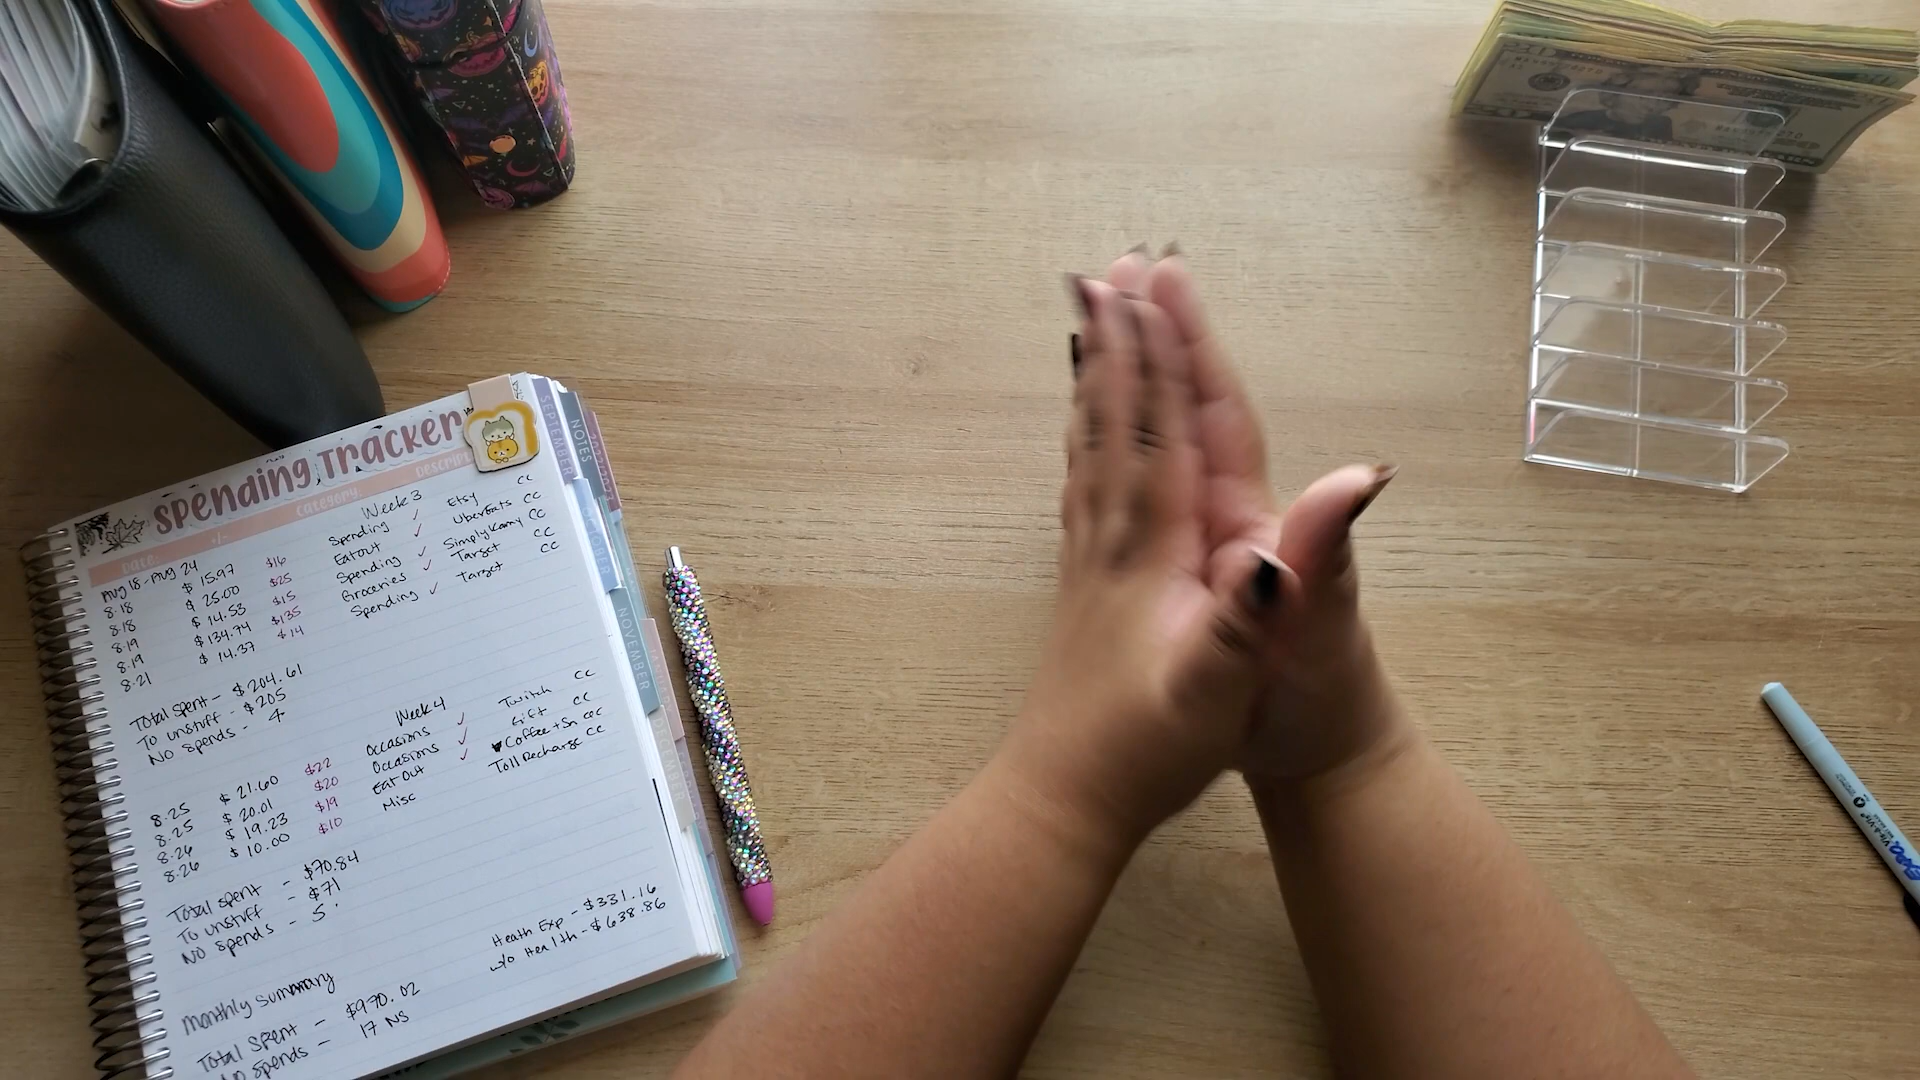 Spending Tracker
Date +/- Category Descript
Aug 18 - Aug 24 Week 3
8.18 $15.97 $16 Spending ✓ Etsy CC
8.18 $25.00 $25 Eatout ✓ UberEats CC
8.19 $14.53 $15 Spending ✓ SimplyKamy CC
8.19 $134.74 $135 Groceries ✓ Target CC
8.21 $14.37 $14 Spending ✓ Target CC
Total Spent - $204.61
To unstuff - $205
No Spends - 4
Week 4
8.25 $21.60 $22 Occasions ✓ Twitch CC
8.25 $20.01 $20 Occasions ✓ Gift CC
8.26 $19.23 $19 Eat Out ✓ Coffee + Sn CC
8.26 $10.00 $10 Misc Toll Recharge CC
Total Spent - $70.84
To unstuff - $71
No Spends - 5
Heath Exp - $331.16
w/o Health - $638.86
Monthly Summary
Total Spent - $970.02
No Spends - 17 NS
SEPTEMBER
NOTES
OCTOBER
NOVEMBER
DECEMBER